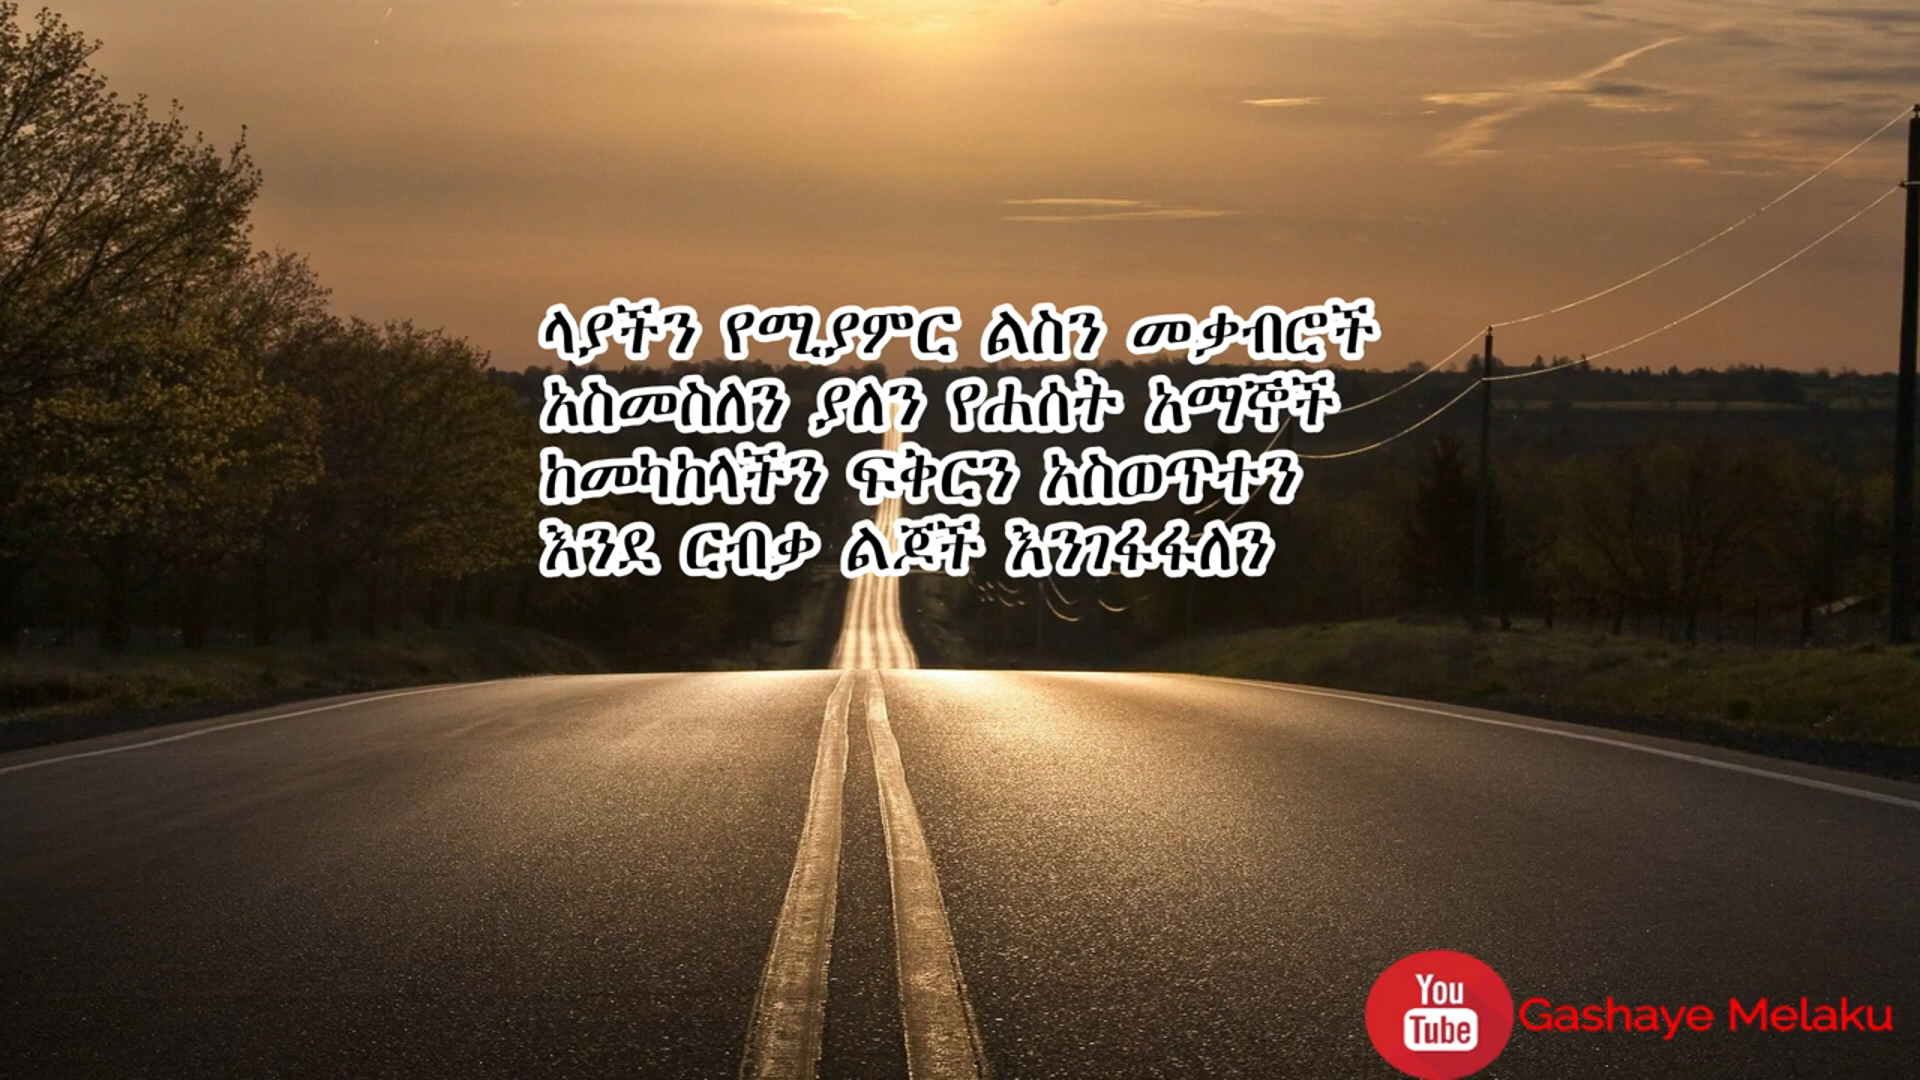 ላያችን የሚያምር ልስን መቃብሮች
አስመስለን ያለን የሐሰት አማኞች
ከመካከላችን ፍቅርን አስወጥተን
እንደ ርብቃ ልጆች እንገፋፋለን
You
Tube
Gashaye Melaku